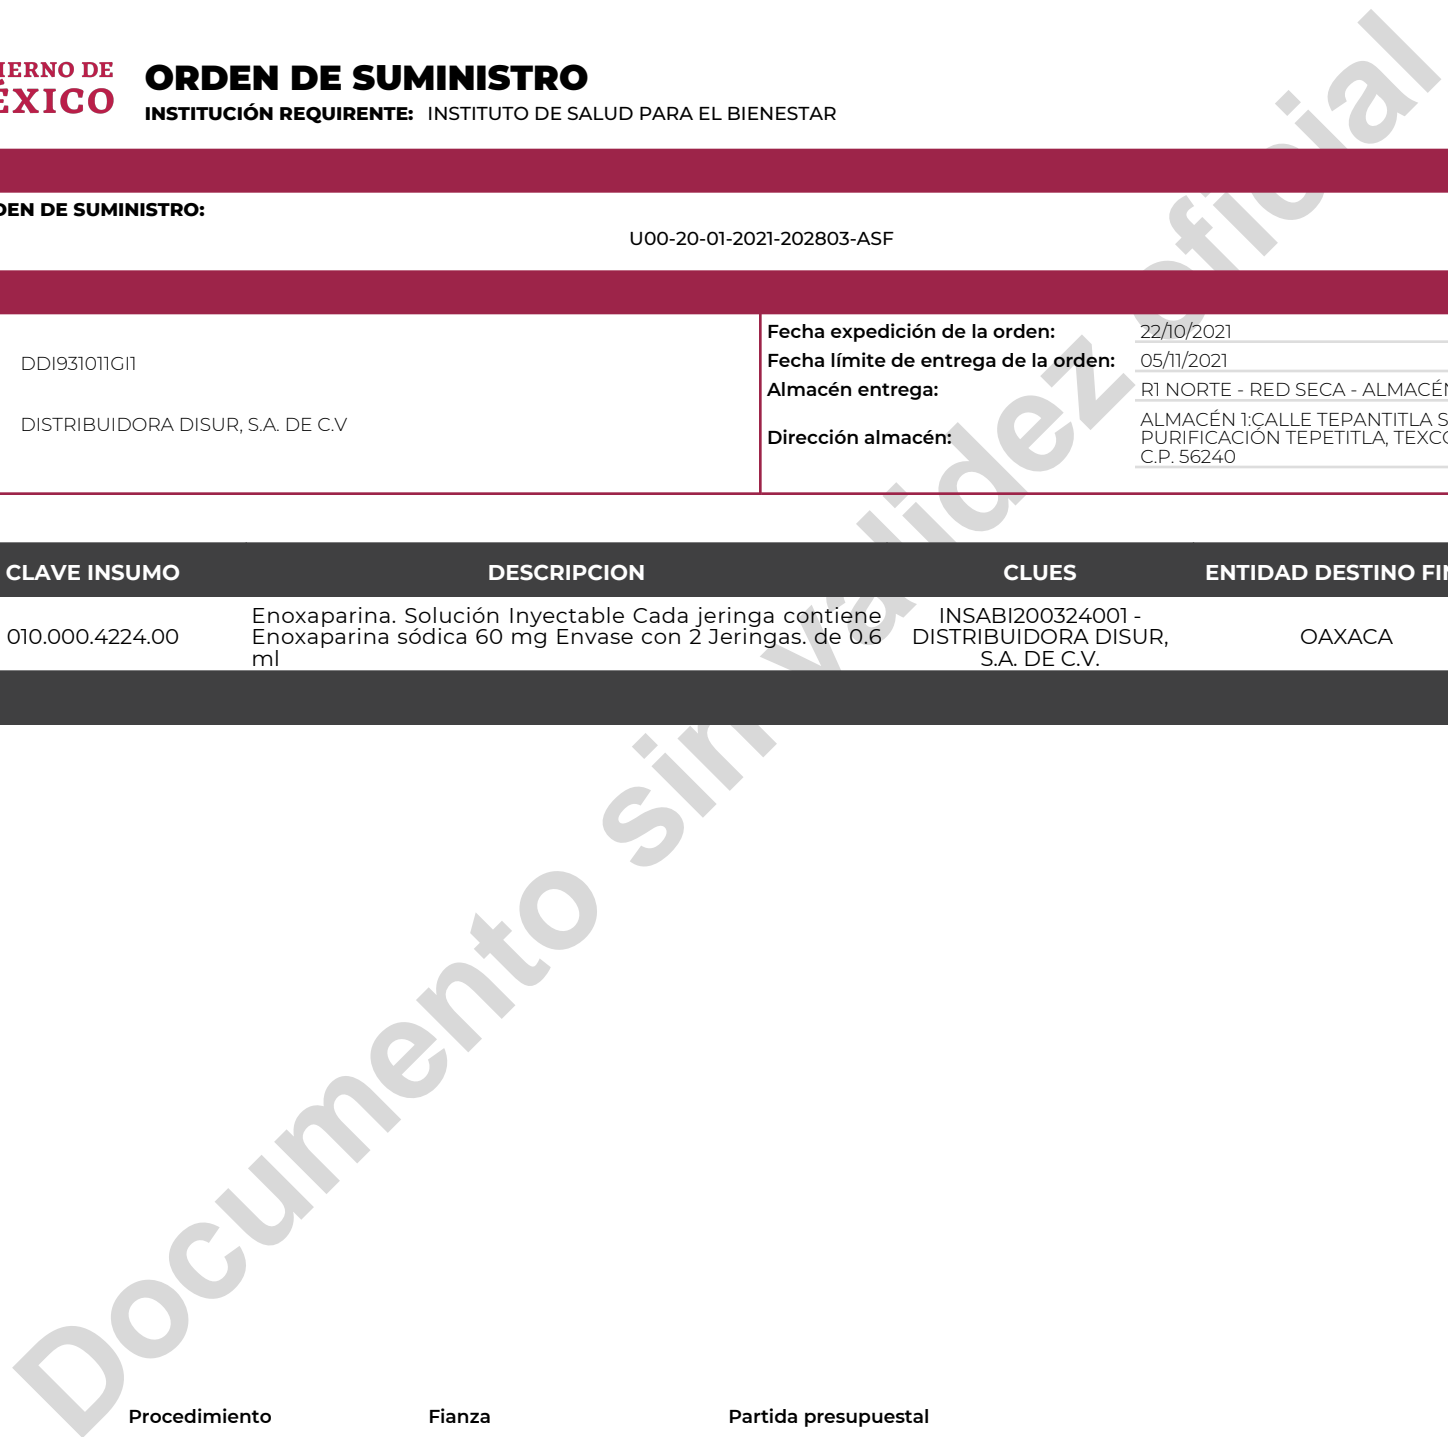 IERNO DE
ÉXICO
ORDEN DE SUMINISTRO
INSTITUCIÓN REQUIRENTE: INSTITUTO DE SALUD PARA EL BIENESTAR
DEN DE SUMINISTRO:
U00-20-01-2021-202803-ASF
DDI931011GI1
DISTRIBUIDORA DISUR, S.A. DE C.V
Fecha expedición de la orden: 22/10/2021
Fecha límite de entrega de la orden: 05/11/2021
Almacén entrega: R1 NORTE - RED SECA - ALMACÉN
Dirección almacén:
ALMACÉN 1:CALLE TEPANTITLA S
PURIFICACIÓN TEPETITLA, TEXCO
C.P. 56240
CLAVE INSUMO DESCRIPCION CLUES ENTIDAD DESTINO FIN
010.000.4224.00
Enoxaparina. Solución Inyectable Cada jeringa contiene
Enoxaparina sódica 60 mg Envase con 2 Jeringas. de 0.6
ml
INSABI200324001 -
DISTRIBUIDORA DISUR,
S.A. DE C.V.
OAXACA
Documento sin validez oficial
Procedimiento Fianza Partida presupuestal